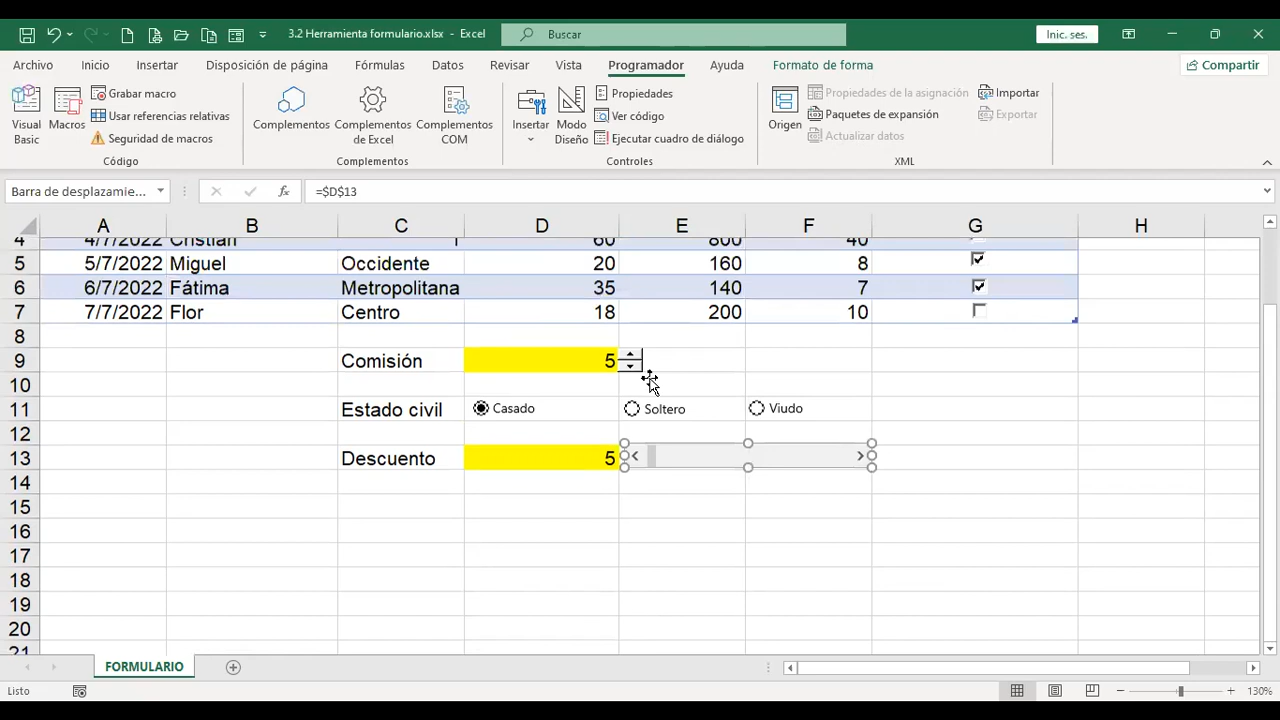 3.2 Herramienta formulario.xlsx - Excel
Buscar
Inic. ses.
Archivo Inicio Insertar Disposición de página Fórmulas Datos Revisar Vista Programador Ayuda Formato de forma Compartir
Visual Basic
Macros
Grabar macro
Usar referencias relativas
Seguridad de macros
Código
Complementos
Complementos de Excel
Complementos COM
Complementos
Insertar
Modo Diseño
Propiedades
Ver código
Ejecutar cuadro de diálogo
Controles
Origen
Propiedades de la asignación
Paquetes de expansión
Actualizar datos
Importar
Exportar
XML
Barra de desplazamie... =$D$13
A B C D E F G H
4 4/7/2022 Cristian 60 800 40
5 5/7/2022 Miguel Occidente 20 160 8
6 6/7/2022 Fátima Metropolitana 35 140 7
7 7/7/2022 Flor Centro 18 200 10
8
9 Comisión 5
10
11 Estado civil Casado Soltero Viudo
12
13 Descuento 5
14
15
16
17
18
19
20
21
FORMULARIO
Listo 130%